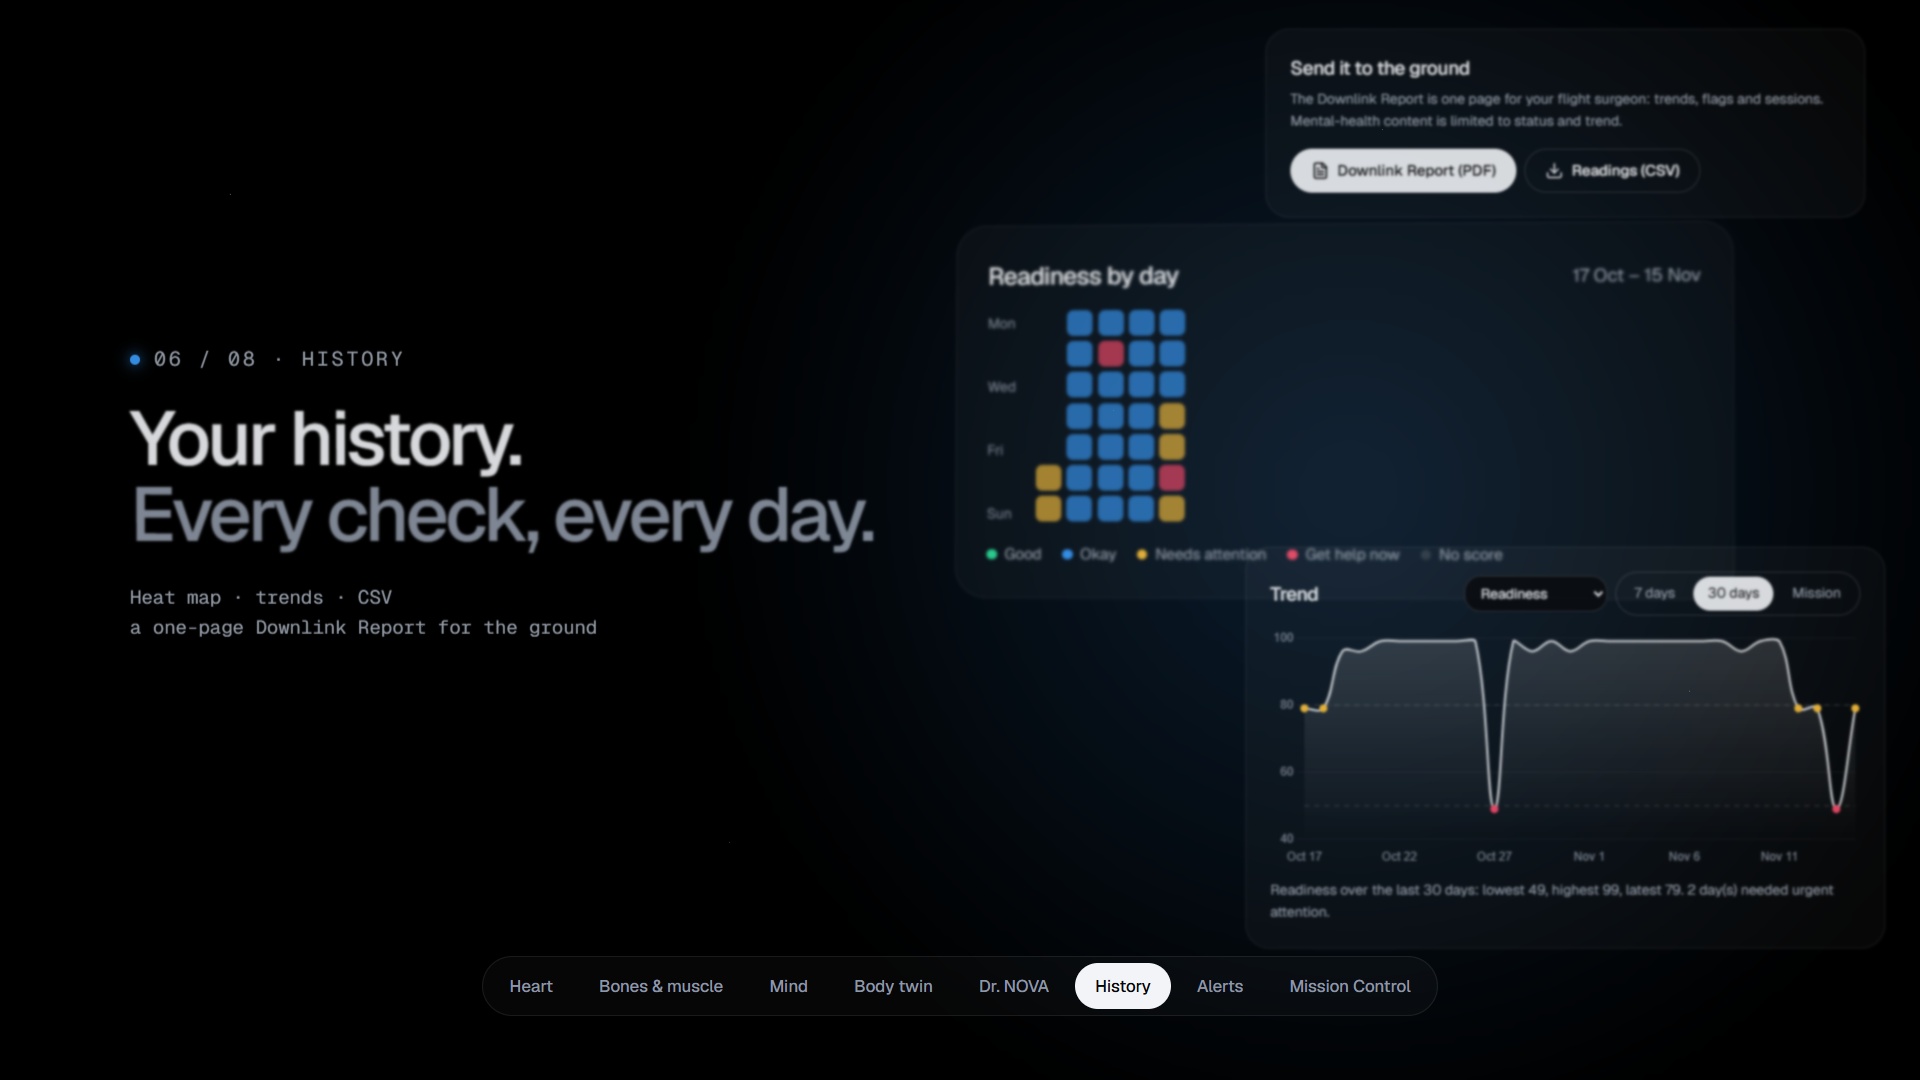 06 / 08 · HISTORY
Your history.
Every check, every day.
Heat map · trends · CSV
a one-page Downlink Report for the ground
Send it to the ground
The Downlink Report is one page for your flight surgeon: trends, flags and sessions.
Mental-health content is limited to status and trend.
Downlink Report (PDF)
Readings (CSV)
Readiness by day
17 Oct – 15 Nov
Mon
Wed
Fri
Sun
Good
Okay
Needs attention
Get help now
No score
Trend
Readiness
7 days
30 days
Mission
100
80
60
40
Oct 17
Oct 22
Oct 27
Nov 1
Nov 6
Nov 11
Readiness over the last 30 days: lowest 49, highest 99, latest 79. 2 day(s) needed urgent
attention.
Heart
Bones & muscle
Mind
Body twin
Dr. NOVA
History
Alerts
Mission Control